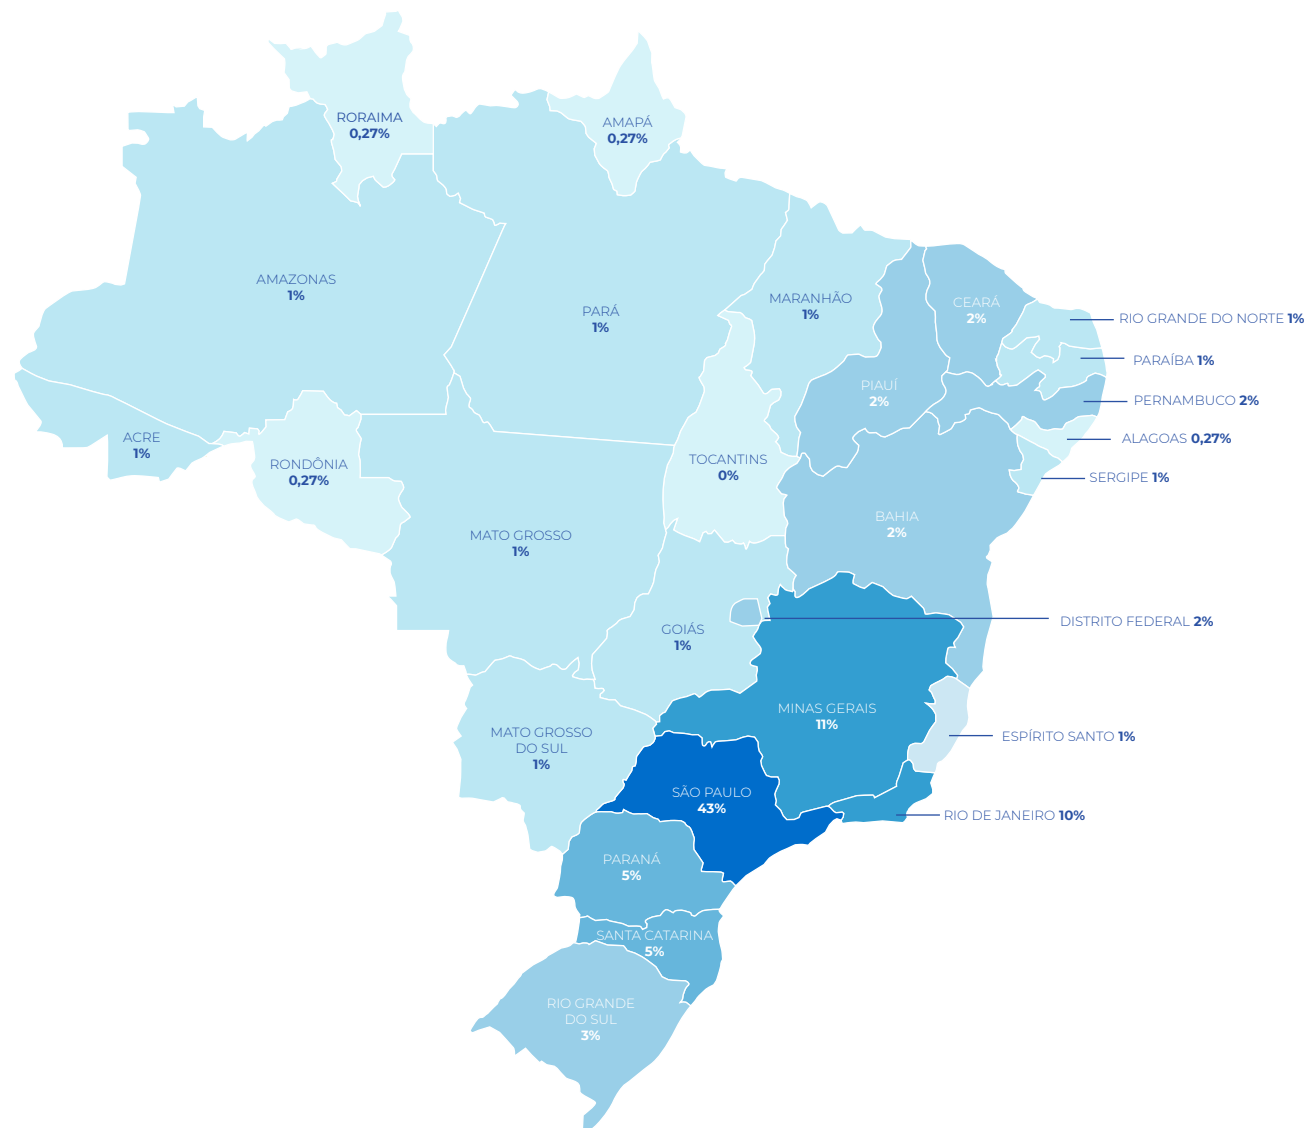 RORAIMA
0,27%
AMAPÁ
0,27%
AMAZONAS
1%
PARÁ
1%
MARANHÃO
1%
CEARÁ
2%
RIO GRANDE DO NORTE 1%
PARAÍBA 1%
PIAUÍ
2%
PERNAMBUCO 2%
ACRE
1%
ALAGOAS 0,27%
RONDÔNIA
0,27%
TOCANTINS
0%
SERGIPE 1%
BAHIA
2%
MATO GROSSO
1%
DISTRITO FEDERAL 2%
GOIÁS
1%
MINAS GERAIS
11%
MATO GROSSO
DO SUL
1%
ESPÍRITO SANTO 1%
SÃO PAULO
43%
RIO DE JANEIRO 10%
PARANÁ
5%
SANTA CATARINA
5%
RIO GRANDE
DO SUL
3%